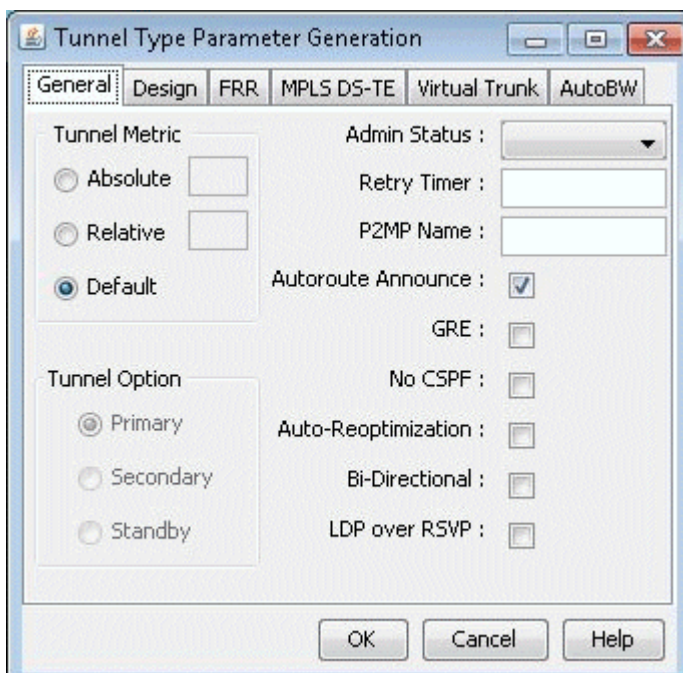 Tunnel Type Parameter Generation
General Design FRR MPLS DS-TE Virtual Trunk AutoBW
Tunnel Metric
Absolute
Relative
Default
Tunnel Option
Primary
Secondary
Standby
Admin Status :
Retry Timer :
P2MP Name :
Autoroute Announce :
GRE :
No CSPF :
Auto-Reoptimization :
Bi-Directional :
LDP over RSVP :
OK Cancel Help